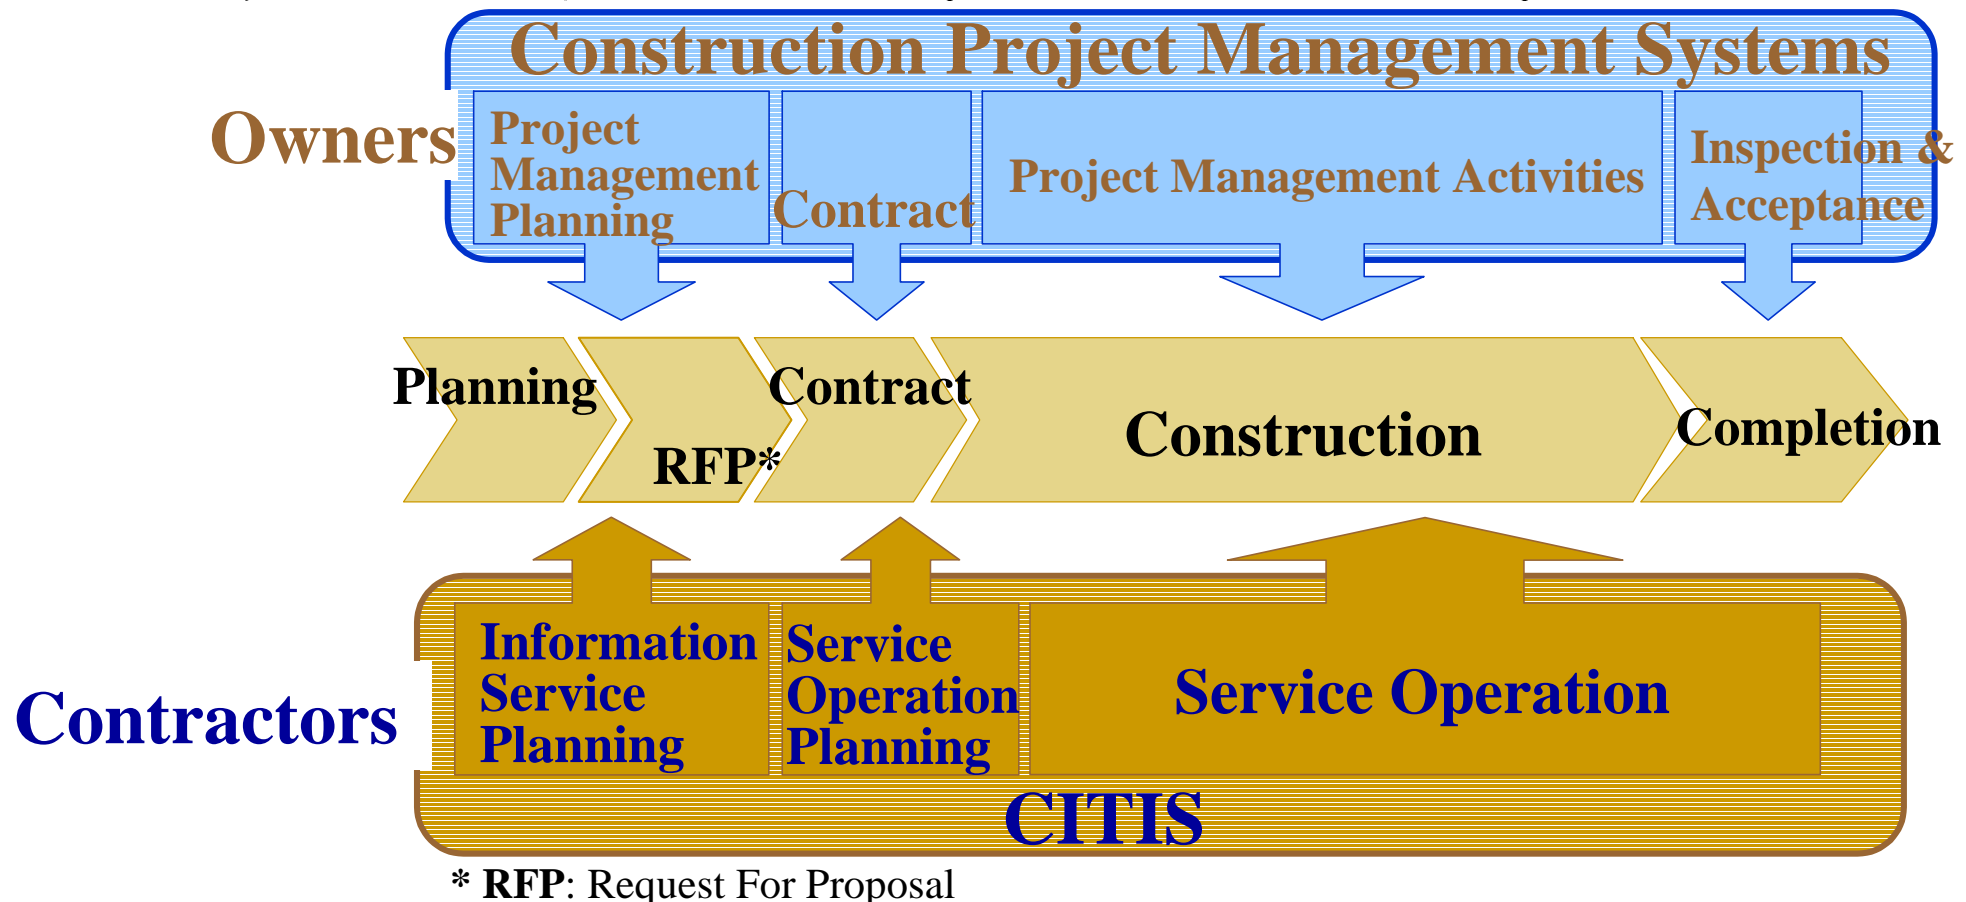 Construction Project Management Systems
Owners
Project
Management
Planning
Contract
Project Management Activities
Inspection &
Acceptance
Planning
RFP*
Contract
Construction
Completion
Contractors
Information
Service
Planning
Service
Operation
Planning
Service Operation
CITIS
* RFP: Request For Proposal